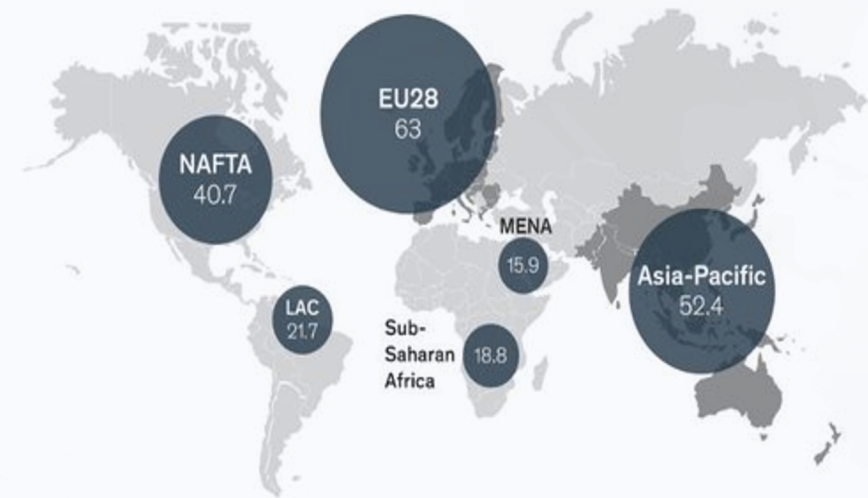 EU28
63
NAFTA
40.7
MENA
15.9
Asia-Pacific
52.4
LAC
21.7
Sub-
Saharan
Africa
18.8